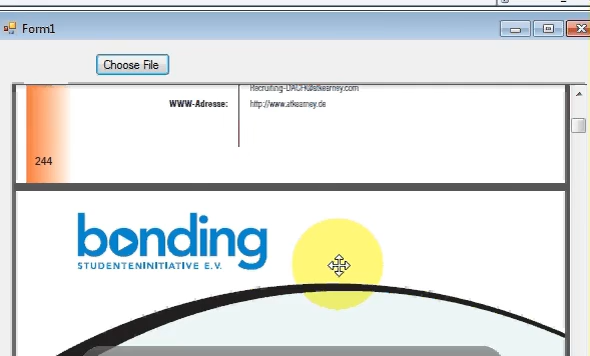 Form1
Choose File
Recruiting-DACH@atkearney.com
WWW-Adresse:
http://www.atkearney.de
244
bonding
STUDENTENINITIATIVE E.V.